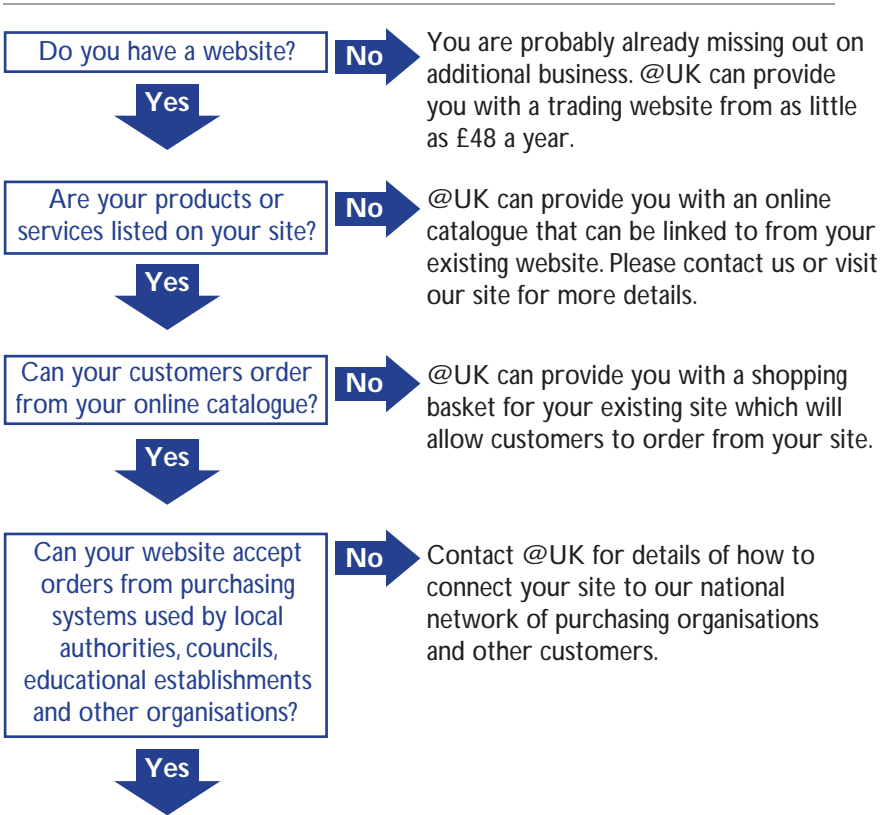 Do you have a website?
No
You are probably already missing out on
additional business. @UK can provide
you with a trading website from as little
as £48 a year.
Yes
Are your products or
services listed on your site?
No
@UK can provide you with an online
catalogue that can be linked to from your
existing website. Please contact us or visit
our site for more details.
Yes
Can your customers order
from your online catalogue?
No
@UK can provide you with a shopping
basket for your existing site which will
allow customers to order from your site.
Yes
Can your website accept
orders from purchasing
systems used by local
authorities, councils,
educational establishments
and other organisations?
No
Contact @UK for details of how to
connect your site to our national
network of purchasing organisations
and other customers.
Yes